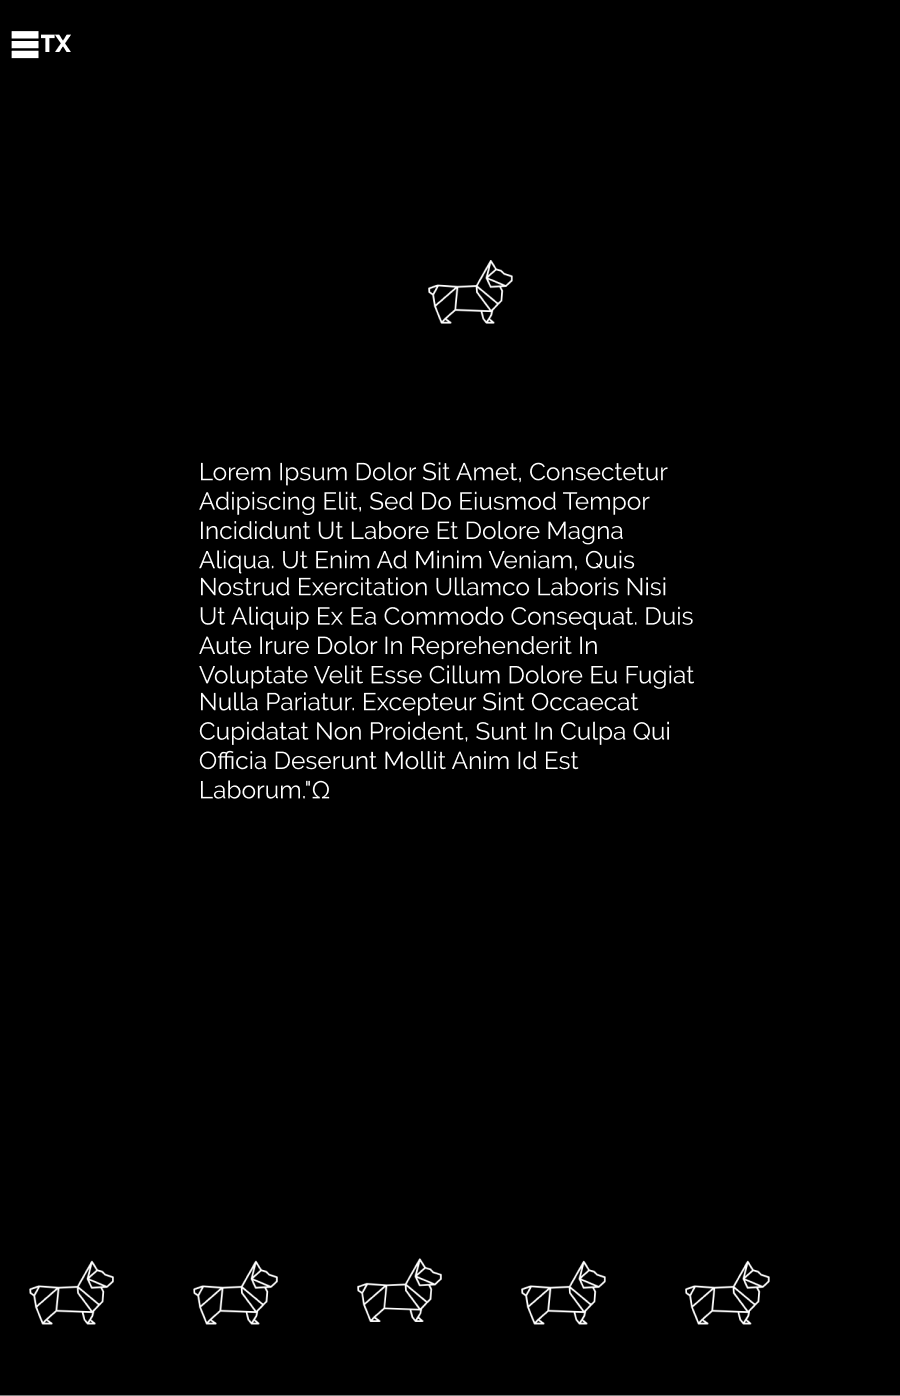 TX
Lorem Ipsum Dolor Sit Amet, Consectetur
Adipiscing Elit, Sed Do Eiusmod Tempor
Incididunt Ut Labore Et Dolore Magna
Aliqua. Ut Enim Ad Minim Veniam, Quis
Nostrud Exercitation Ullamco Laboris Nisi
Ut Aliquip Ex Ea Commodo Consequat. Duis
Aute Irure Dolor In Reprehenderit In
Voluptate Velit Esse Cillum Dolore Eu Fugiat
Nulla Pariatur. Excepteur Sint Occaecat
Cupidatat Non Proident, Sunt In Culpa Qui
Officia Deserunt Mollit Anim Id Est
Laborum."Ω